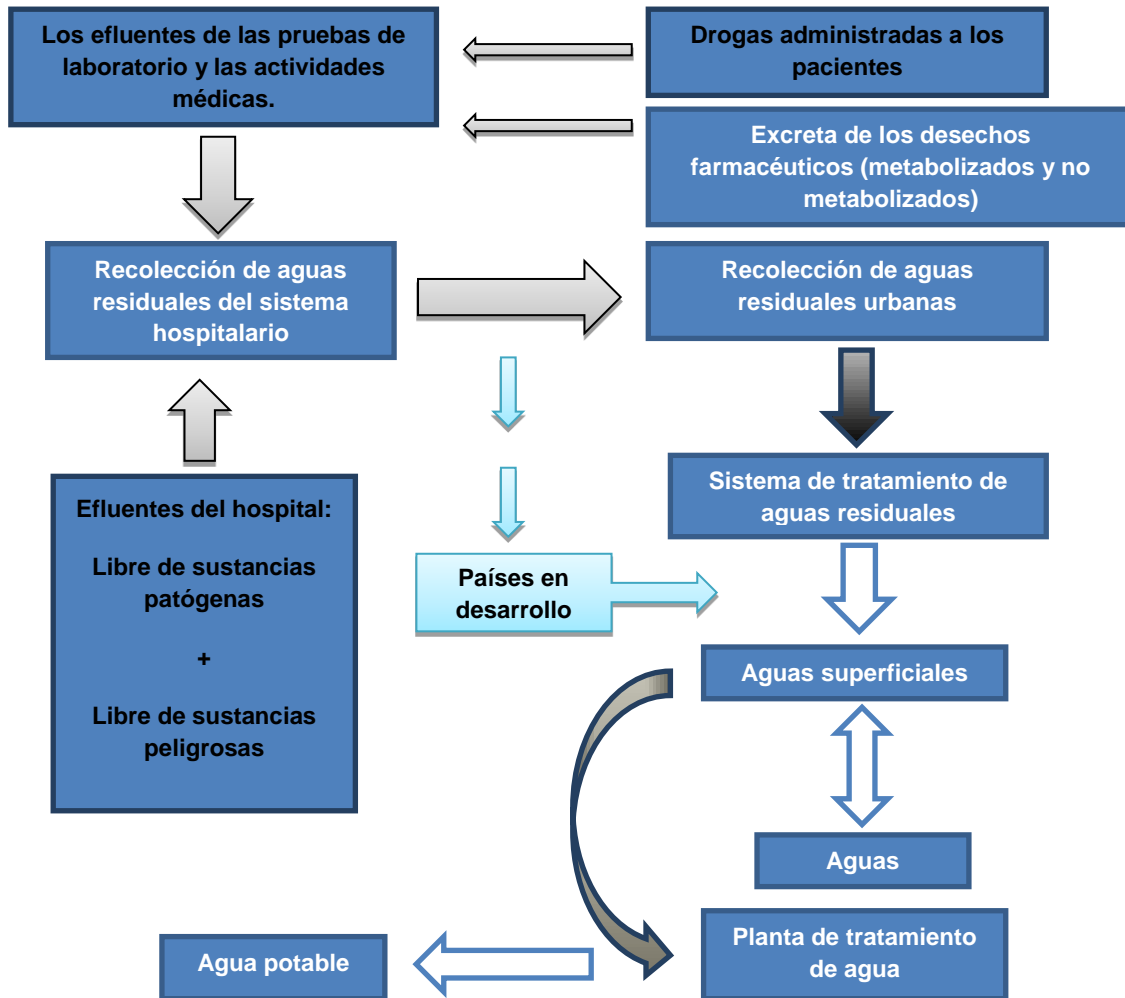 Los efluentes de las pruebas de
laboratorio y las actividades
médicas.
Drogas administradas a los
pacientes
Excreta de los desechos
farmacéuticos (metabolizados y no
metabolizados)
Recolección de aguas
residuales del sistema
hospitalario
Recolección de aguas
residuales urbanas
Efluentes del hospital:
Libre de sustancias
patógenas
+
Libre de sustancias
peligrosas
Sistema de tratamiento de
aguas residuales
Países en
desarrollo
Aguas superficiales
Aguas
Planta de tratamiento
de agua
Agua potable